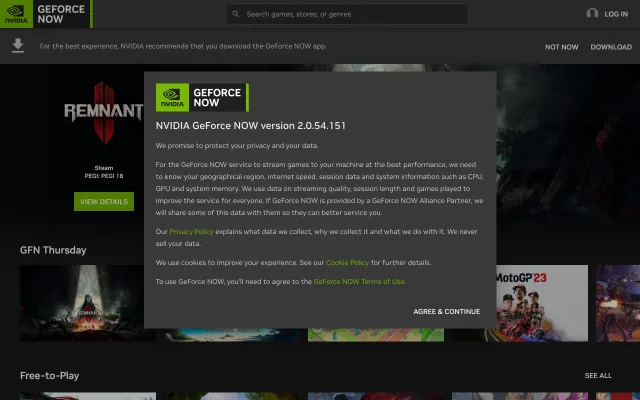 NVIDIA
GEFORCE
NOW
Search games, stores, or genres
LOG IN
For the best experience, NVIDIA recommends that you download the GeForce NOW app.
NOT NOW
DOWNLOAD
REMNANT
Steam
PEGI: PEGI 18
VIEW DETAILS
NVIDIA
GEFORCE
NOW
NVIDIA GeForce NOW version 2.0.54.151
We promise to protect your privacy and your data.
For the GeForce NOW service to stream games to your machine at the best performance, we need
to know your geographical region, internet speed, session data and system information such as CPU,
GPU and system memory. We use data on streaming quality, session length and games played to
improve the service for everyone. If GeForce NOW is provided by a GeForce NOW Alliance Partner, we
will share some of this data with them so they can better service you.
Our Privacy Policy explains what data we collect, why we collect it and what we do with it. We never
sell your data.
We use cookies to improve your experience. See our Cookie Policy for further details.
To use GeForce NOW, you'll need to agree to the GeForce NOW Terms of Use.
AGREE & CONTINUE
GFN Thursday
REMNANT
MotoGP'23
Free-to-Play
SEE ALL